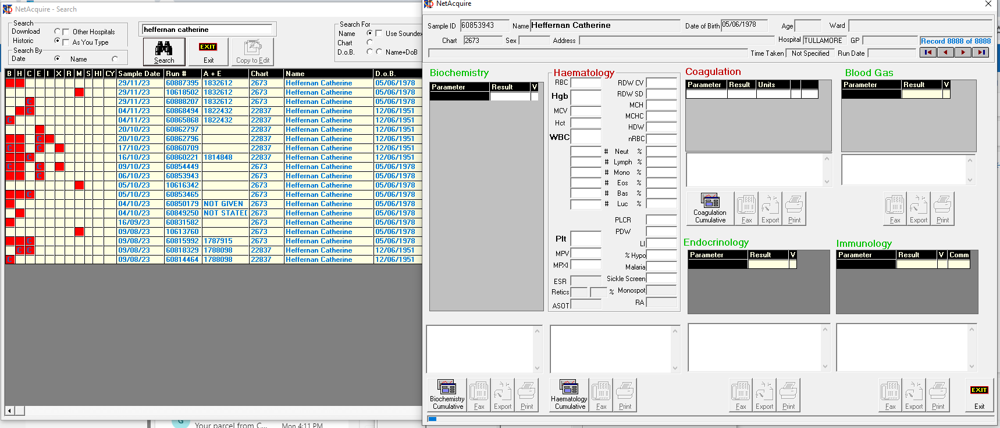 NetAcquire - Search
Search
Download
Other Hospitals
Historic
As You Type
Search By
Date
Name
heffernan catherine
Search
EXIT
Exit
Copy to Edit
Search For
Name
Use Soundex
Chart
D.o.B.
Name+DoB
B H C E I X R M S HI CY Sample Date Run # A + E Chart Name D.o.B.
29/11/23 60887395 1832612 2673 Heffernan Catherine 05/06/1978
29/11/23 10618502 1832612 2673 Heffernan Catherine 05/06/1978
C 29/11/23 60888207 1832612 2673 Heffernan Catherine 05/06/1978
C 04/11/23 60868494 1822432 22837 Heffernan Catherine 12/06/1951
C 04/11/23 60865868 1822432 22837 Heffernan Catherine 12/06/1951
20/10/23 60862797 22837 Heffernan Catherine 12/06/1951
C 20/10/23 60862796 22837 Heffernan Catherine 12/06/1951
C 17/10/23 60860709 22837 Heffernan Catherine 12/06/1951
C 16/10/23 60860221 1814848 22837 Heffernan Catherine 12/06/1951
C C 09/10/23 60854449 2673 Heffernan Catherine 05/06/1978
C 06/10/23 60853943 2673 Heffernan Catherine 05/06/1978
05/10/23 10616342 2673 Heffernan Catherine 05/06/1978
C 05/10/23 60853465 2673 Heffernan Catherine 05/06/1978
04/10/23 60850179 NOT GIVEN 2673 Heffernan Catherine 05/06/1978
04/10/23 60849250 NOT STATED 2673 Heffernan Catherine 05/06/1978
16/09/23 60831582 2673 Heffernan Catherine 05/06/1978
09/08/23 10613760 2673 Heffernan Catherine 05/06/1978
C 09/08/23 60815992 1787915 2673 Heffernan Catherine 05/06/1978
C C 09/08/23 60818329 1788098 22837 Heffernan Catherine 12/06/1951
C 09/08/23 60814464 1788098 22837 Heffernan Catherine 12/06/1951
Your parcel from C... Mon 4:11 PM
NetAcquire
Sample ID 60853943 Name Heffernan Catherine Date of Birth 05/06/1978 Age Ward
Chart 2673 Sex Address Hospital TULLAMORE GP Record 8888 of 8888
Time Taken Not Specified Run Date
Biochemistry
Parameter Result V
Haematology
RBC RDW CV
Hgb RDW SD
MCH
MCV MCHC
Hct HDW
WBC nRBC
# Neut %
# Lymph %
# Mono %
# Eos %
# Bas %
# Luc %
PLCR
PDW
Plt LI
MPV % Hypo
MPXI Malaria
ESR Sickle Screen
Retics % Monospot
ASOT RA
Coagulation
Parameter Result Units
Coagulation Cumulative
Fax Export Print
Blood Gas
Parameter Result V
Fax Export Print
Endocrinology
Parameter Result V
Immunology
Parameter Result V Comm
Biochemistry Cumulative
Fax Export Print
Haematology Cumulative
Fax Export Print
Fax Export Print
Fax Export Print
EXIT
Exit